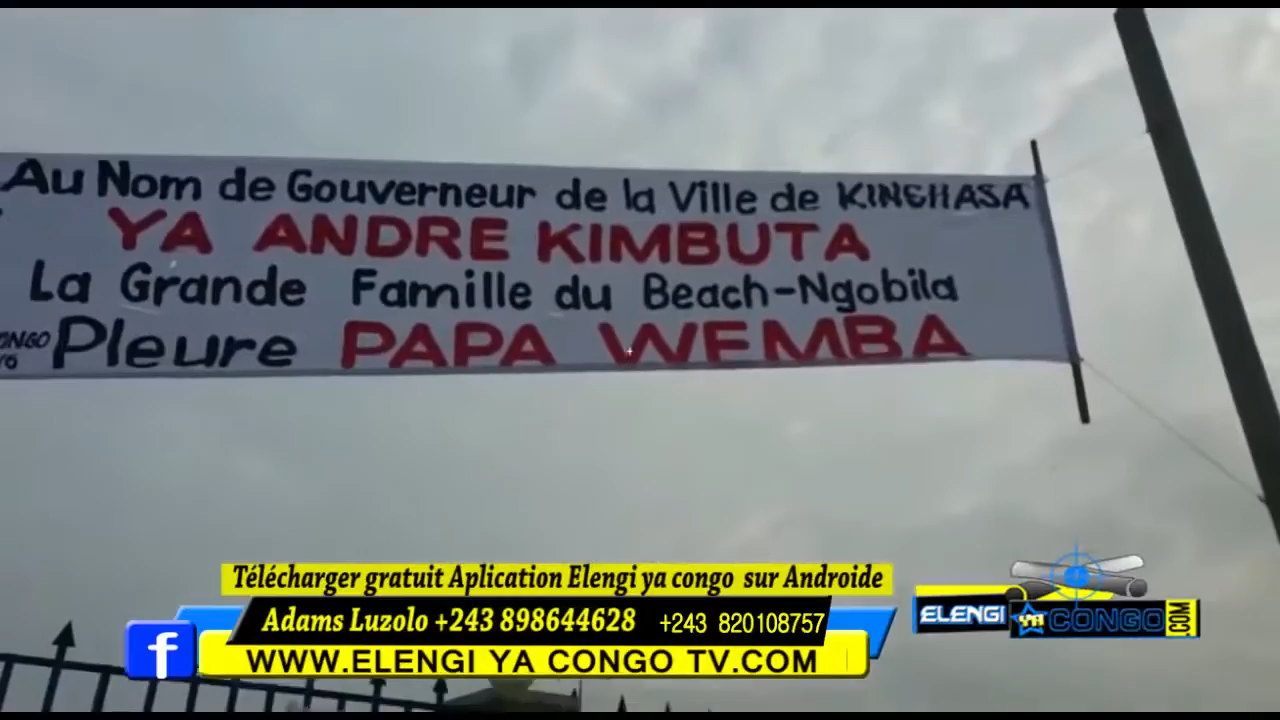 Au Nom de Gouverneur de la Ville de KINSHASA
YA ANDRE KIMBUTA
La Grande Famille du Beach-Ngobila
Pleure PAPA WEMBA
Télécharger gratuit Aplication Elengi ya congo sur Androide
Adams Luzolo +243 898644628 +243 820108757
WWW.ELENGI YA CONGO TV.COM
f
ELENGI YA CONGO .COM